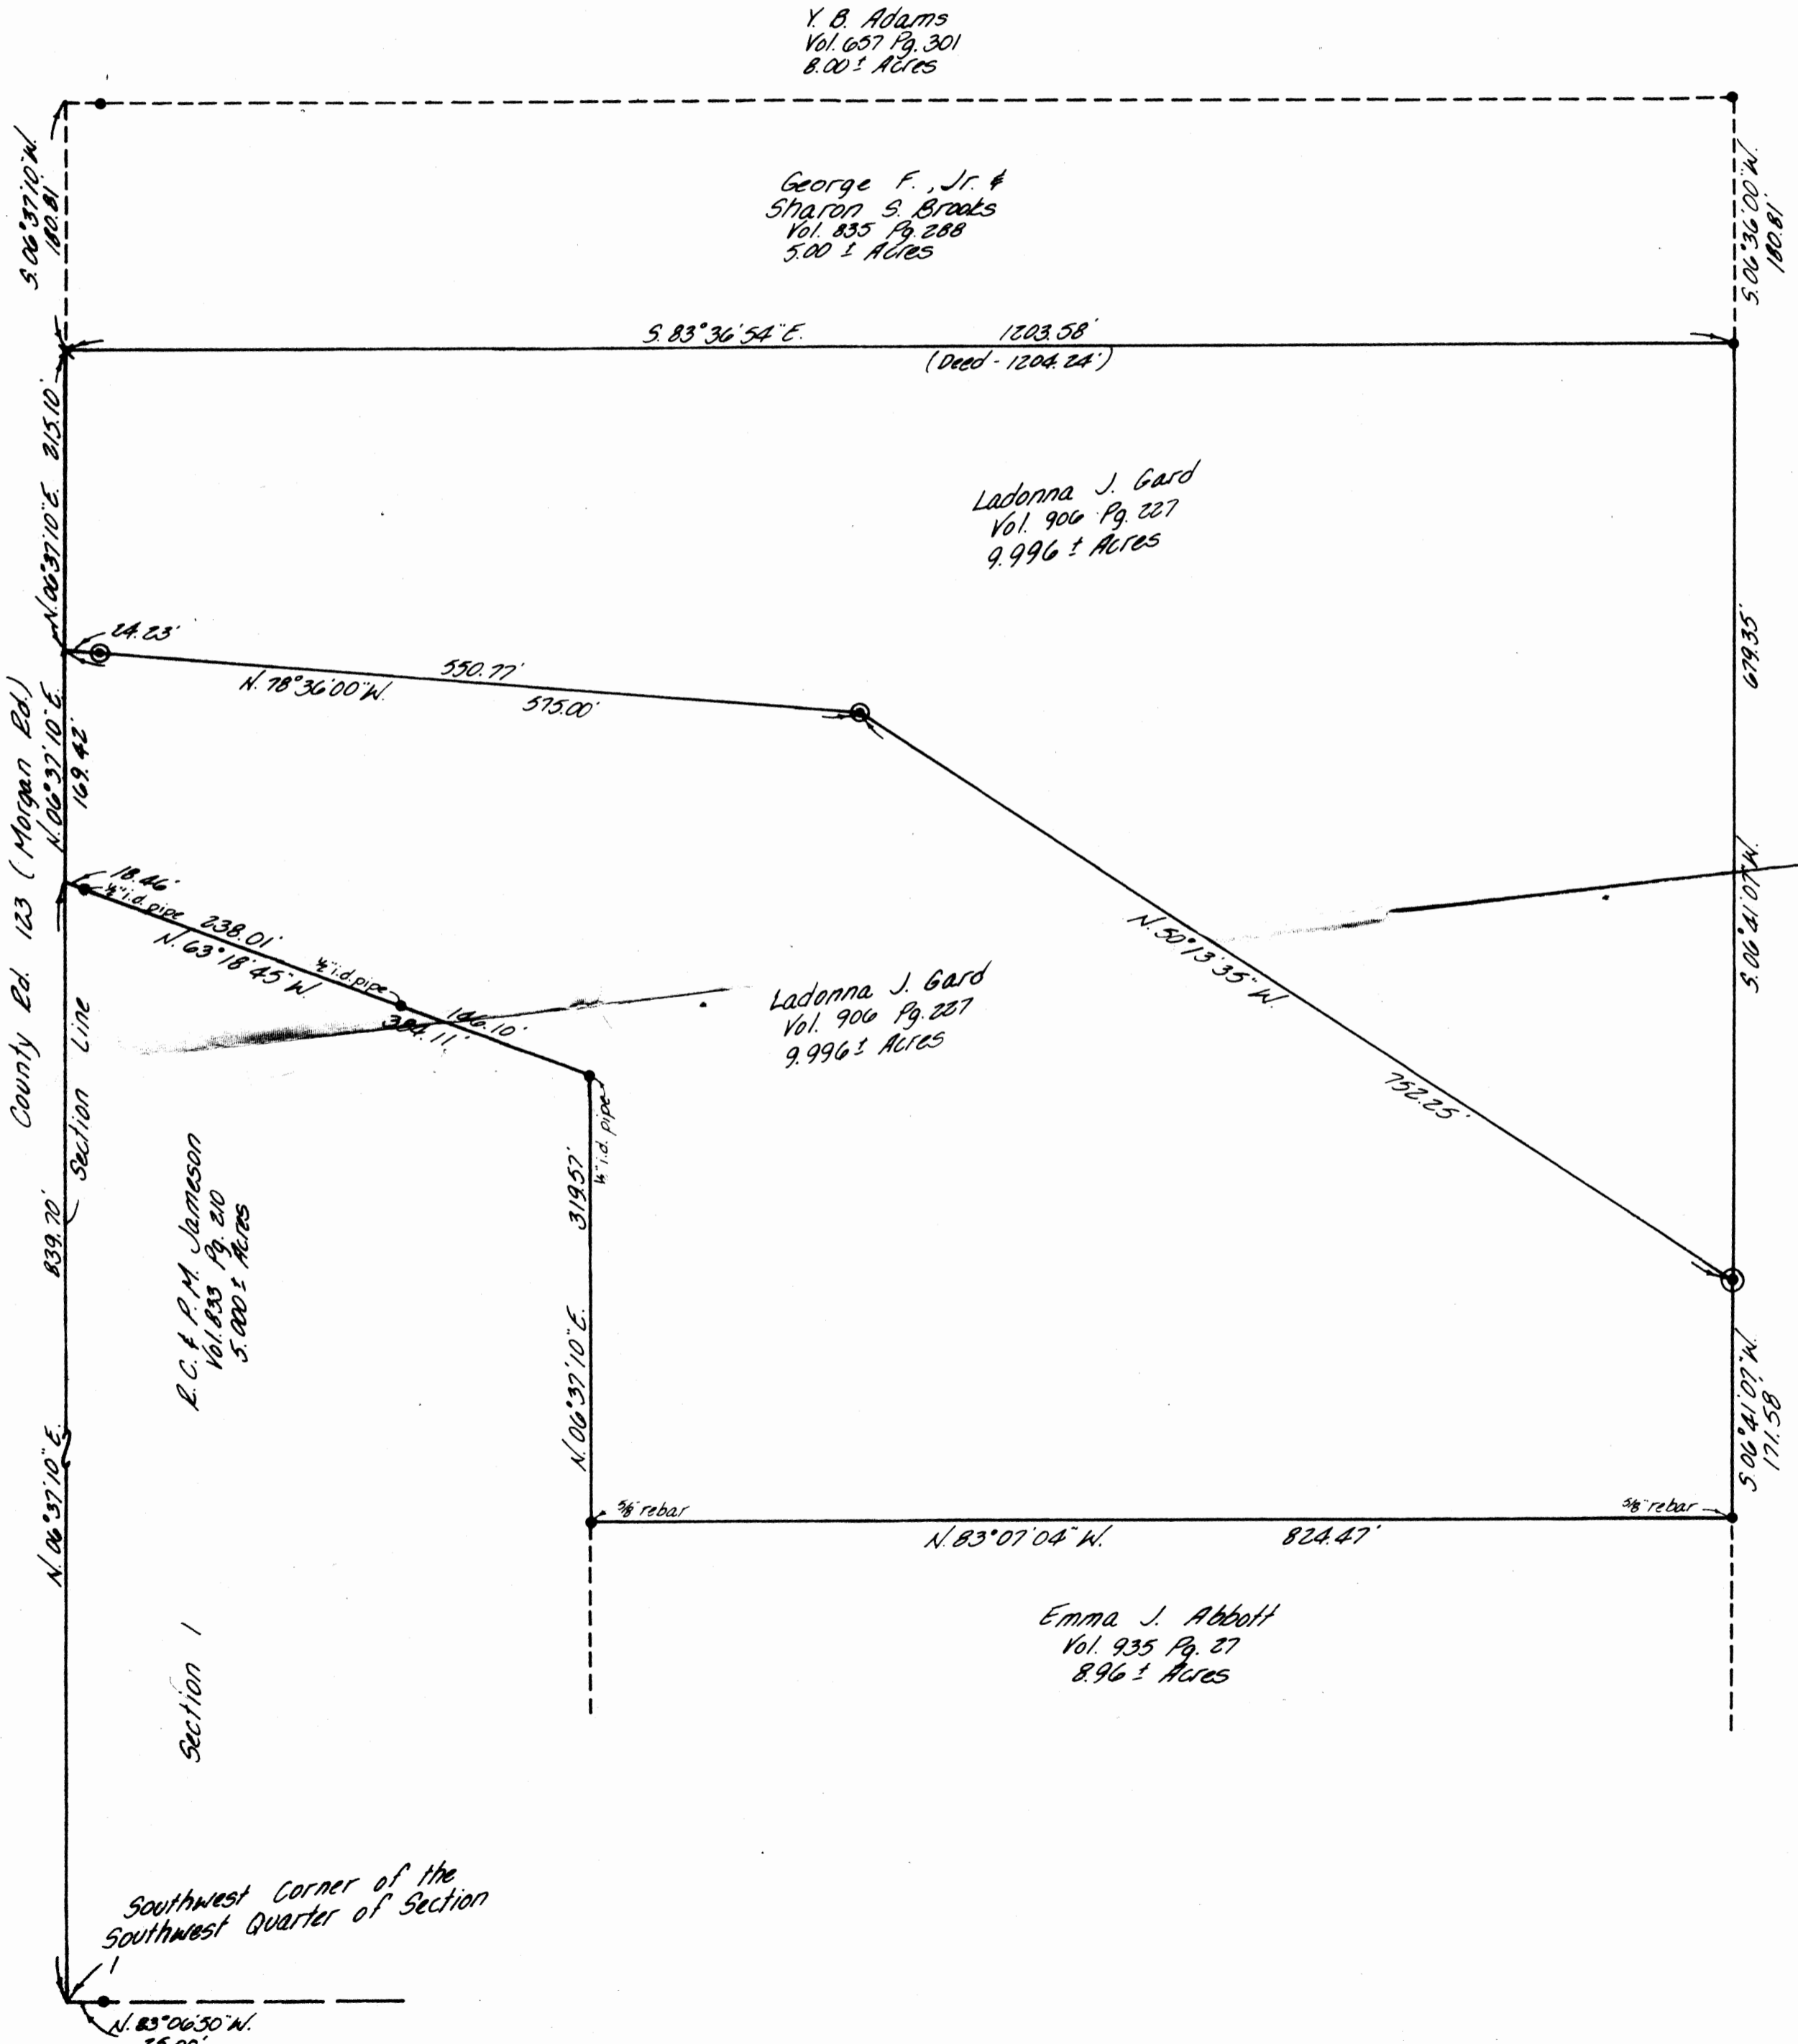 Y. B. Adams
Vol. 657 Pg. 301
8.00 ± Acres
S. 06° 37' 10" W.
180.81'
George F., Jr. &
Sharon S. Brooks
Vol. 835 Pg. 288
5.00 ± Acres
S. 06° 36' 00" W.
180.81'
S. 83° 36' 54" E. 1203.58'
(Deed - 1204.24')
N. 06° 37' 10" E. 215.10'
Ladonna J. Gard
Vol. 906 Pg. 227
9.996 ± Acres
679.35'
S. 06° 41' 07" W.
24.23'
550.77'
N. 78° 36' 00" W.
575.00'
County Rd. 123 (Morgan Rd.)
N. 06° 37' 10" E.
169.42'
18.46'
½" i.d. pipe
238.01'
N. 63° 18' 45" W.
½" i.d. pipe
146.10'
384.11'
N. 50° 13' 35" W.
752.25'
Ladonna J. Gard
Vol. 906 Pg. 227
9.996 ± Acres
Section Line
839.70'
N. 06° 37' 10" E.
R. C. & P. M. Jameson
Vol. 833 Pg. 210
5.000 ± Acres
½" i.d. pipe
319.57'
N. 06° 37' 10" E.
S. 06° 41' 07" W.
171.58'
5/8" rebar
5/8" rebar
N. 83° 07' 04" W. 824.47'
Emma J. Abbott
Vol. 935 Pg. 27
8.96 ± Acres
Section 1
Southwest Corner of the
Southwest Quarter of Section
1
N. 83° 06' 50" W.